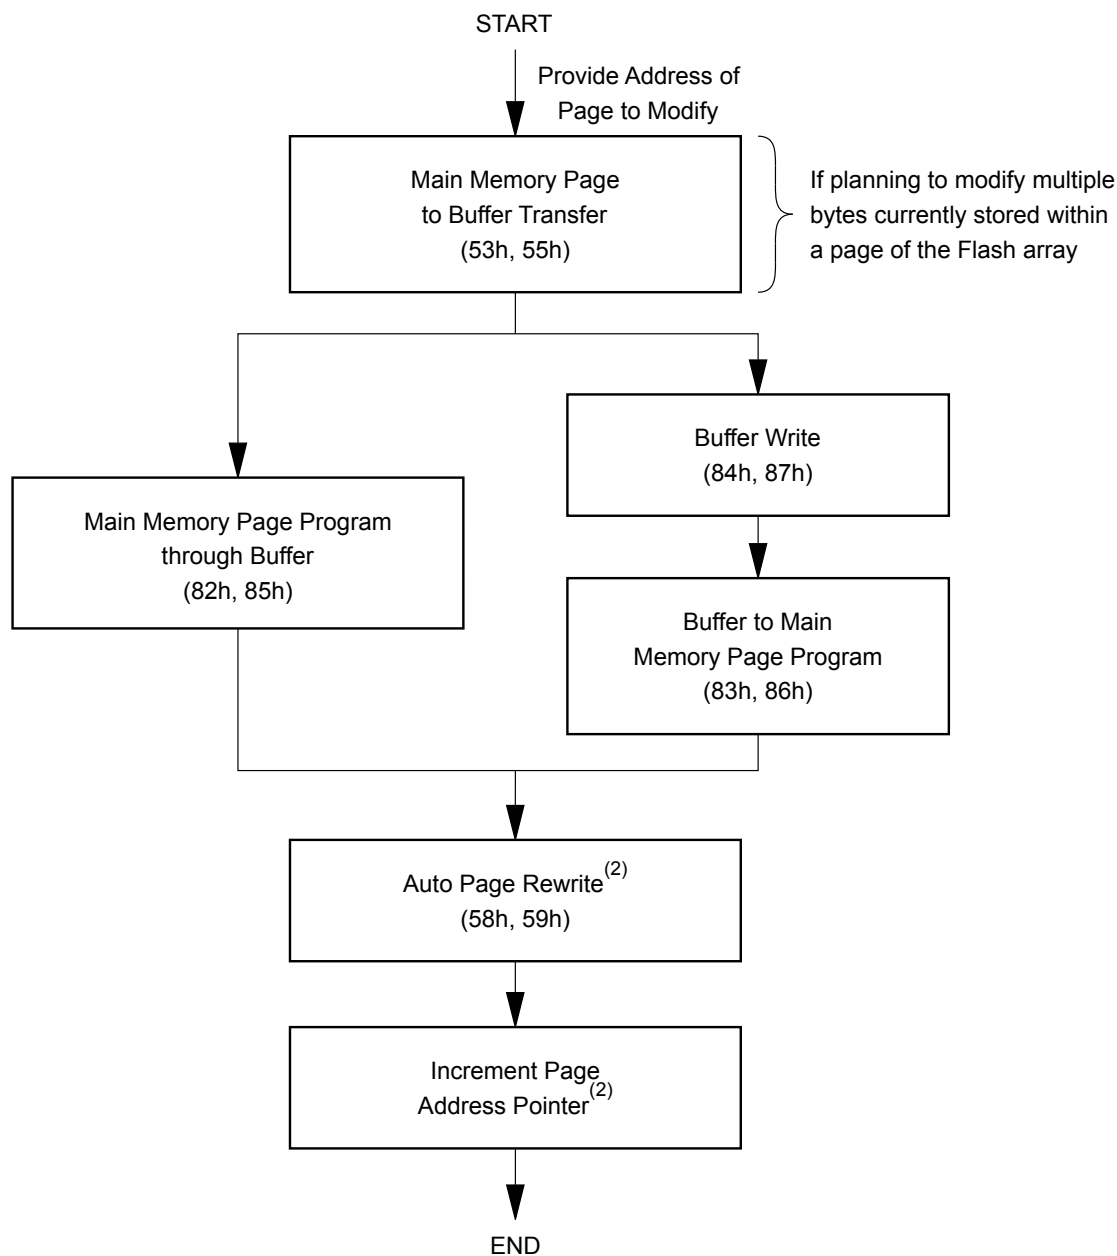 START
Provide Address of
Page to Modify
Main Memory Page
to Buffer Transfer
(53h, 55h)
If planning to modify multiple
bytes currently stored within
a page of the Flash array
Main Memory Page Program
through Buffer
(82h, 85h)
Buffer Write
(84h, 87h)
Buffer to Main
Memory Page Program
(83h, 86h)
Auto Page Rewrite(2)
(58h, 59h)
Increment Page
Address Pointer(2)
END